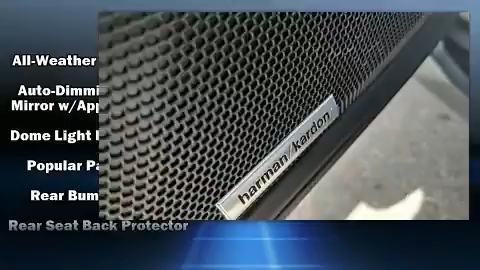 All-Weather
Auto-Dimmi
Mirror w/App
Dome Light
Popular Pa
Rear Bum
Rear Seat Back Protector
harman/kardon